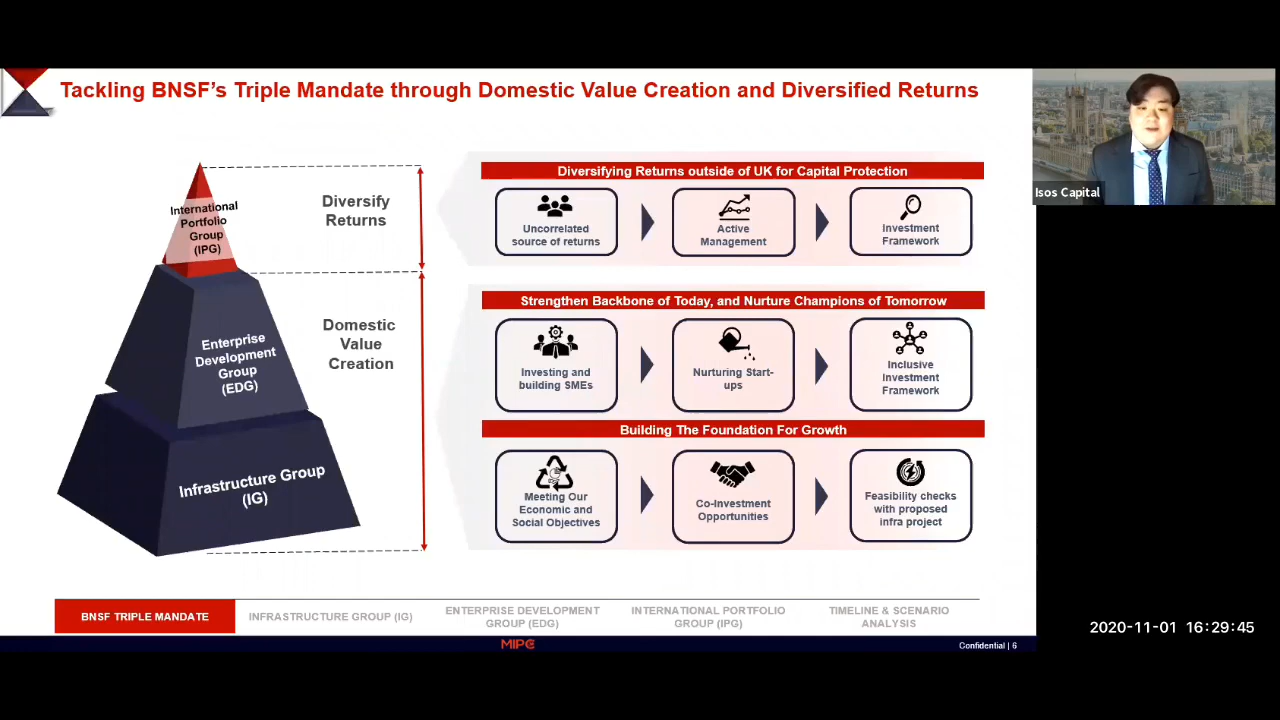 Tackling BNSF's Triple Mandate through Domestic Value Creation and Diversified Returns
International
Portfolio
Group
(IPG)
Diversify
Returns
Enterprise
Development
Group
(EDG)
Domestic
Value
Creation
Infrastructure Group
(IG)
Diversifying Returns outside of UK for Capital Protection
Uncorrelated
source of returns
Active
Management
Investment
Framework
Strengthen Backbone of Today, and Nurture Champions of Tomorrow
Investing and
building SMEs
Nurturing Start-
ups
Inclusive
Investment
Framework
Building The Foundation For Growth
Meeting Our
Economic and
Social Objectives
Co-Investment
Opportunities
Feasibility checks
with proposed
infra project
Isos Capital
BNSF TRIPLE MANDATE
INFRASTRUCTURE GROUP (IG)
ENTERPRISE DEVELOPMENT
GROUP (EDG)
INTERNATIONAL PORTFOLIO
GROUP (IPG)
TIMELINE & SCENARIO
ANALYSIS
MIPC
Confidential | 6
2020-11-01 16:29:45